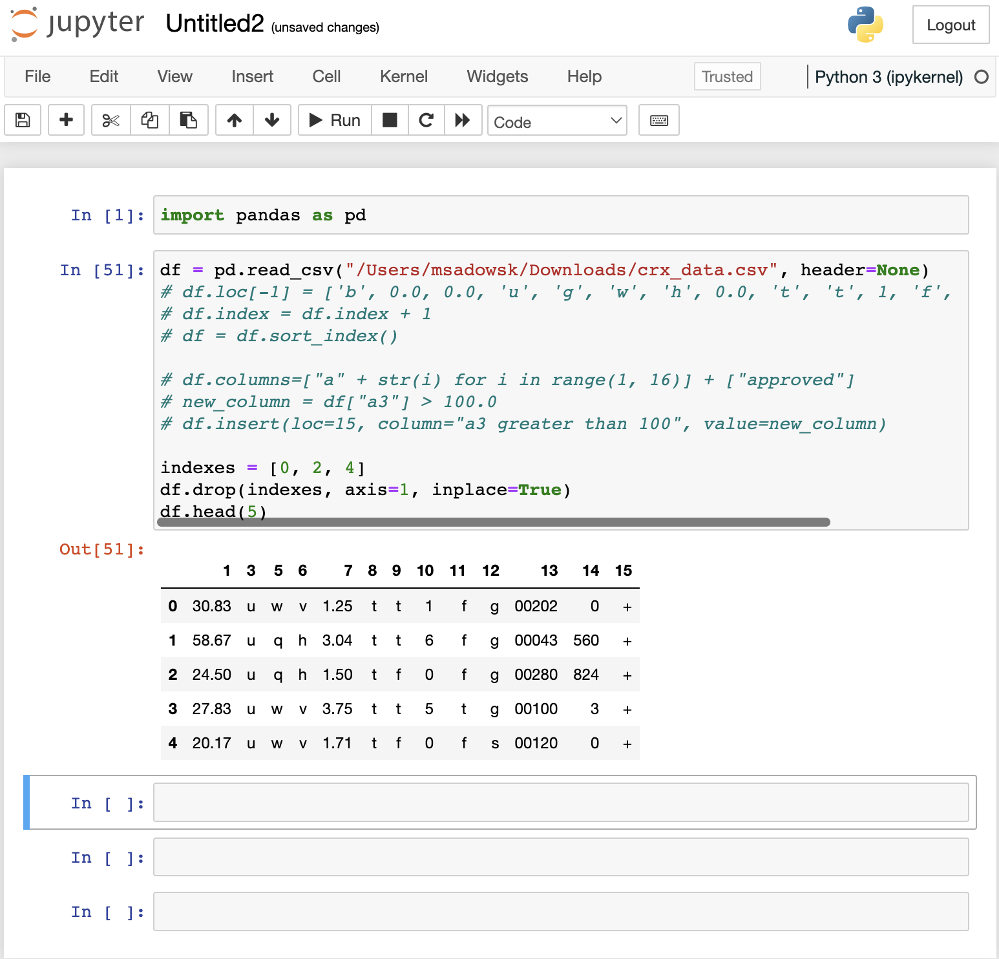 jupyter Untitled2 (unsaved changes) Logout
File Edit View Insert Cell Kernel Widgets Help Trusted Python 3 (ipykernel)
Run Code
In [1]: import pandas as pd
In [51]: df = pd.read_csv("/Users/msadowsk/Downloads/crx_data.csv", header=None)
# df.loc[-1] = ['b', 0.0, 0.0, 'u', 'g', 'w', 'h', 0.0, 't', 't', 1, 'f',
# df.index = df.index + 1
# df = df.sort_index()
# df.columns=["a" + str(i) for i in range(1, 16)] + ["approved"]
# new_column = df["a3"] > 100.0
# df.insert(loc=15, column="a3 greater than 100", value=new_column)
indexes = [0, 2, 4]
df.drop(indexes, axis=1, inplace=True)
df.head(5)
Out[51]:
1 3 5 6 7 8 9 10 11 12 13 14 15
0 30.83 u w v 1.25 t t 1 f g 00202 0 +
1 58.67 u q h 3.04 t t 6 f g 00043 560 +
2 24.50 u q h 1.50 t f 0 f g 00280 824 +
3 27.83 u w v 3.75 t t 5 t g 00100 3 +
4 20.17 u w v 1.71 t f 0 f s 00120 0 +
In [ ]:
In [ ]:
In [ ]: